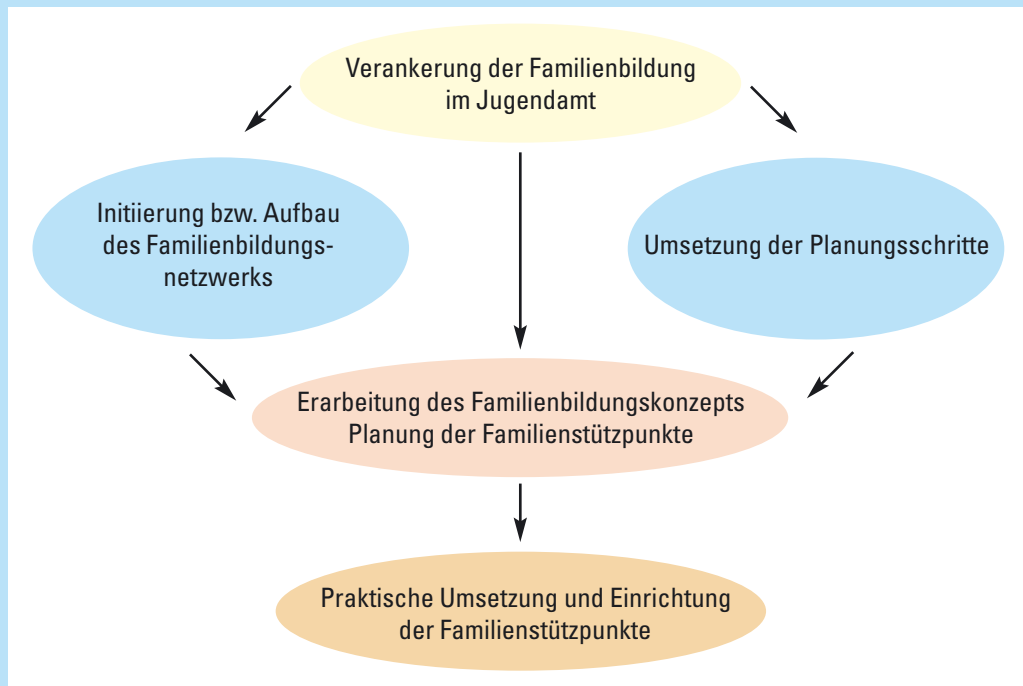 Verankerung der Familienbildung
im Jugendamt
Initiierung bzw. Aufbau
des Familienbildungs-
netzwerks
Umsetzung der Planungsschritte
Erarbeitung des Familienbildungskonzepts
Planung der Familienstützpunkte
Praktische Umsetzung und Einrichtung
der Familienstützpunkte